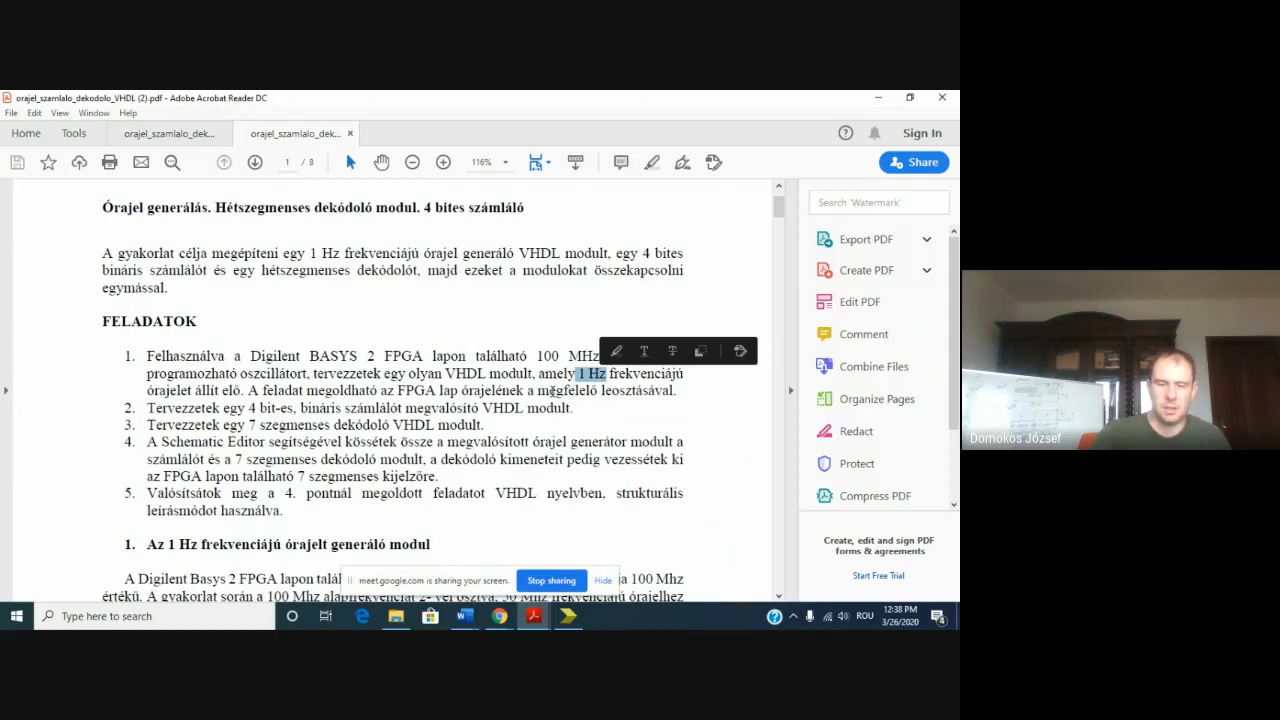 orajel_szamlalo_dekodolo_VHDL (2).pdf - Adobe Acrobat Reader DC
File Edit View Window Help
Home Tools orajel_szamlalo_dek... orajel_szamlalo_dek... × Sign In
1 / 8 116% Share
Órajel generálás. Hétszegmenses dekódoló modul. 4 bites számláló
A gyakorlat célja megépíteni egy 1 Hz frekvenciájú órajel generáló VHDL modult, egy 4 bites
bináris számlálót és egy hétszegmenses dekódolót, majd ezeket a modulokat összekapcsolni
egymással.
FELADATOK
1. Felhasználva a Digilent BASYS 2 FPGA lapon található 100 MHz
programozható oszcillátort, tervezzetek egy olyan VHDL modult, amely 1 Hz frekvenciájú
órajelet állít elő. A feladat megoldható az FPGA lap órajelének a megfelelő leosztásával.
2. Tervezzetek egy 4 bit-es, bináris számlálót megvalósító VHDL modult.
3. Tervezzetek egy 7 szegmenses dekódoló VHDL modult.
4. A Schematic Editor segítségével kössétek össze a megvalósított órajel generátor modult a
számlálót és a 7 szegmenses dekódoló modult, a dekódoló kimeneteit pedig vezessétek ki
az FPGA lapon található 7 szegmenses kijelzőre.
5. Valósítsátok meg a 4. pontnál megoldott feladatot VHDL nyelvben, strukturális
leírásmódot használva.
1. Az 1 Hz frekvenciájú órajelt generáló modul
A Digilent Basys 2 FPGA lapon talál a 100 Mhz
értékű. A gyakorlat során a 100 Mhz alapfrekvenciát 2- vel osztva, 50 Mhz frekvenciájú órajelhez
meet.google.com is sharing your screen. Stop sharing Hide
Search 'Watermark'
Export PDF
Create PDF
Edit PDF
Comment
Combine Files
Organize Pages
Redact
Protect
Compress PDF
Create, edit and sign PDF
forms & agreements
Start Free Trial
Domokos József
Type here to search
ROU
12:38 PM
3/26/2020
4